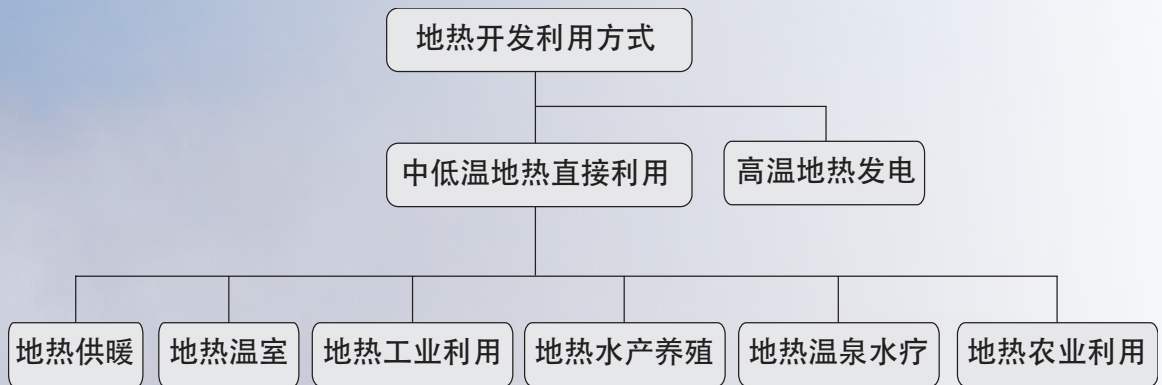 地热开发利用方式
中低温地热直接利用
高温地热发电
地热供暖
地热温室
地热工业利用
地热水产养殖
地热温泉水疗
地热农业利用